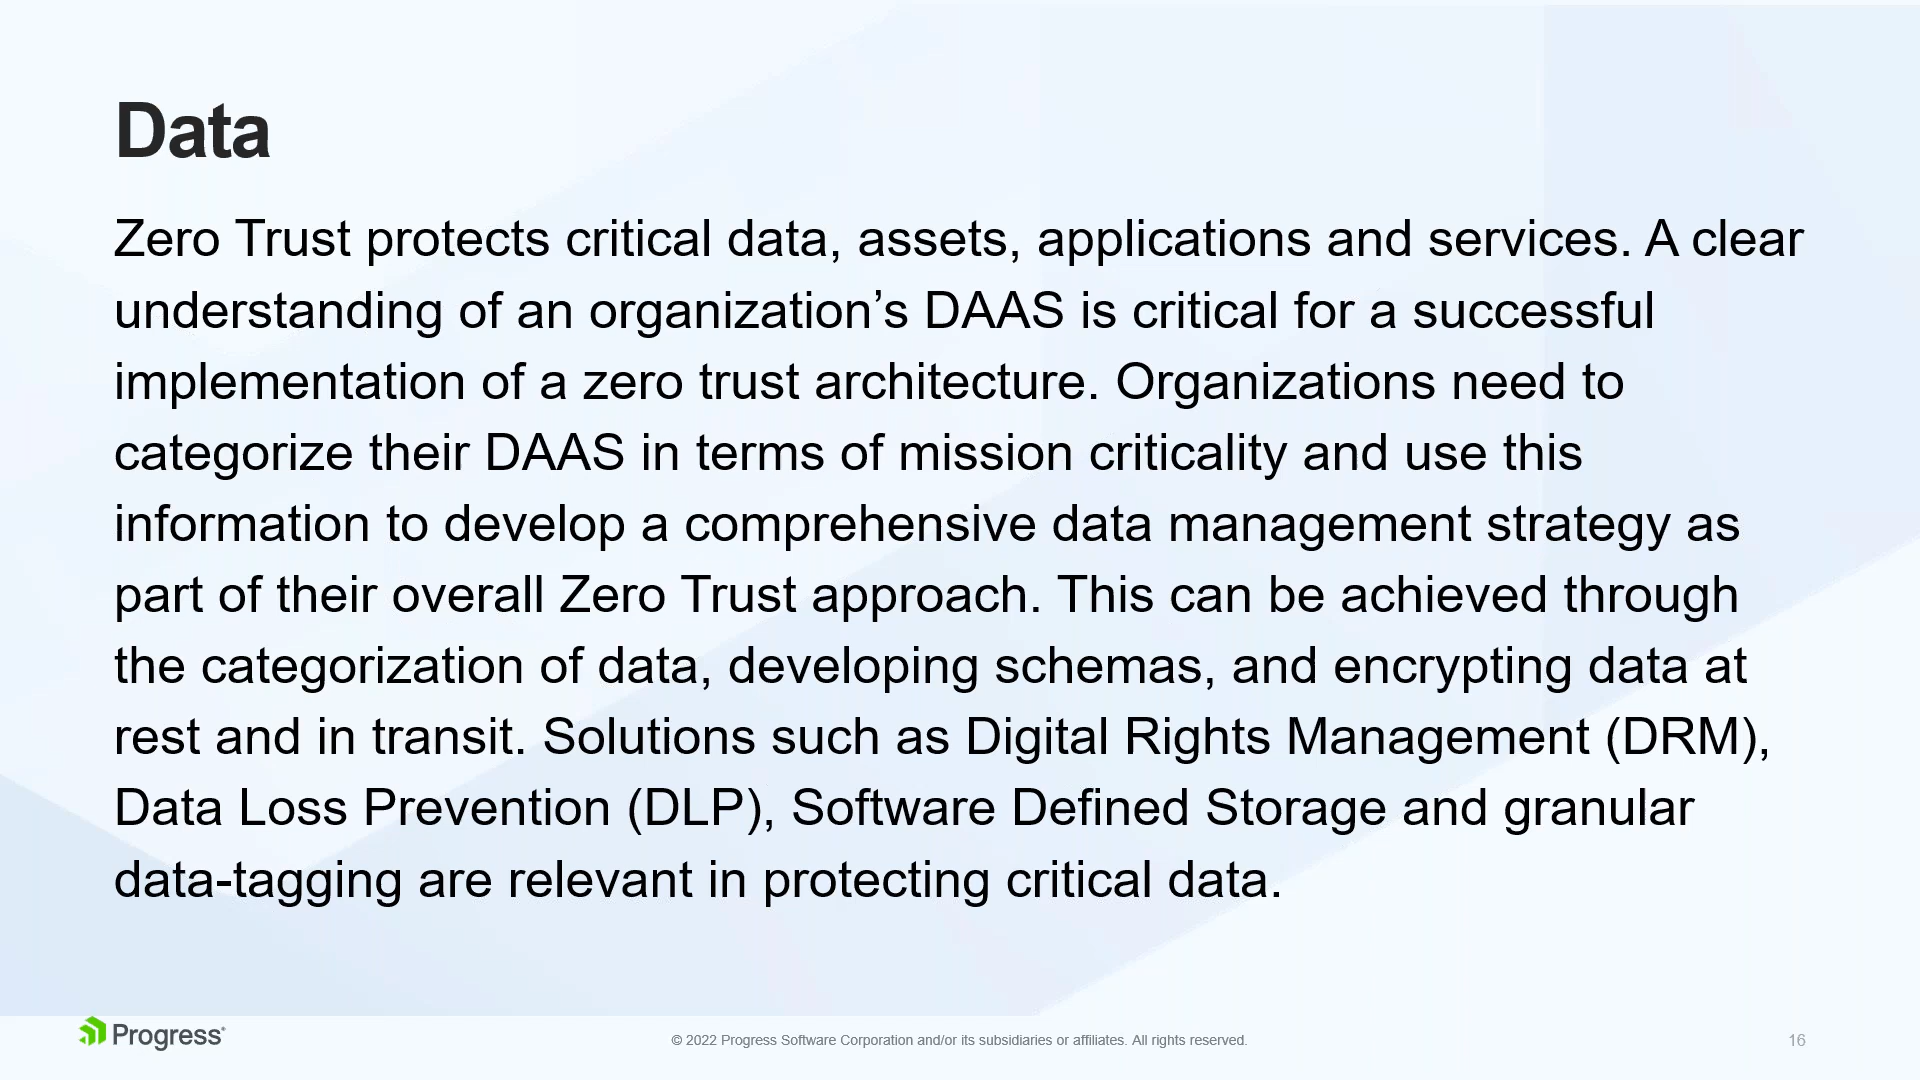 Data
Zero Trust protects critical data, assets, applications and services. A clear
understanding of an organization’s DAAS is critical for a successful
implementation of a zero trust architecture. Organizations need to
categorize their DAAS in terms of mission criticality and use this
information to develop a comprehensive data management strategy as
part of their overall Zero Trust approach. This can be achieved through
the categorization of data, developing schemas, and encrypting data at
rest and in transit. Solutions such as Digital Rights Management (DRM),
Data Loss Prevention (DLP), Software Defined Storage and granular
data-tagging are relevant in protecting critical data.
Progress®
© 2022 Progress Software Corporation and/or its subsidiaries or affiliates. All rights reserved.
16